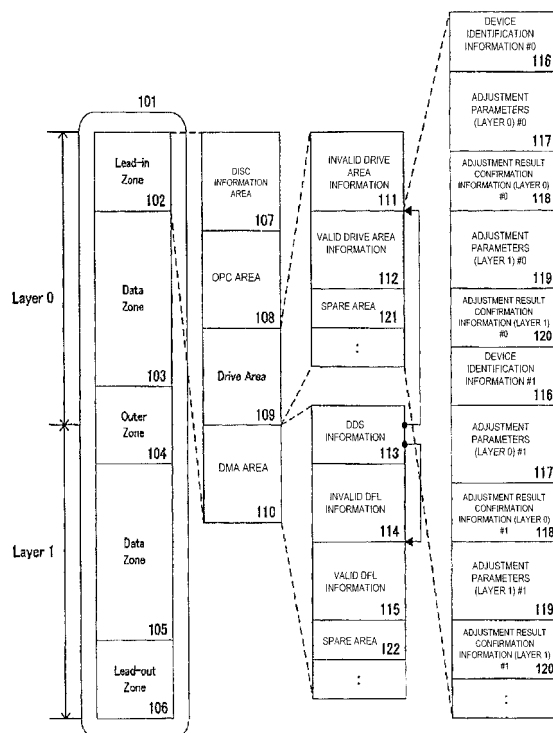 101
Layer 0
Layer 1
Lead-in
Zone
102
Data
Zone
103
Outer
Zone
104
Data
Zone
105
Lead-out
Zone
106
DISC
INFORMATION
AREA
107
OPC AREA
108
Drive Area
109
DMA AREA
110
INVALID DRIVE
AREA
INFORMATION
111
VALID DRIVE AREA
INFORMATION
112
SPARE AREA
121
:
DDS
INFORMATION
113
INVALID DFL
INFORMATION
114
VALID DFL
INFORMATION
115
SPARE AREA
122
:
DEVICE
IDENTIFICATION
INFORMATION #0
116
ADJUSTMENT
PARAMETERS
(LAYER 0) #0
117
ADJUSTMENT RESULT
CONFIRMATION
INFORMATION (LAYER 0)
#0
118
ADJUSTMENT
PARAMETERS
(LAYER 1) #0
119
ADJUSTMENT RESULT
CONFIRMATION
INFORMATION (LAYER 1)
#0
120
DEVICE
IDENTIFICATION
INFORMATION #1
116
ADJUSTMENT
PARAMETERS
(LAYER 0) #1
117
ADJUSTMENT RESULT
CONFIRMATION
INFORMATION (LAYER 0)
#1
118
ADJUSTMENT
PARAMETERS
(LAYER 1) #1
119
ADJUSTMENT RESULT
CONFIRMATION
INFORMATION (LAYER 1)
#1
120
: